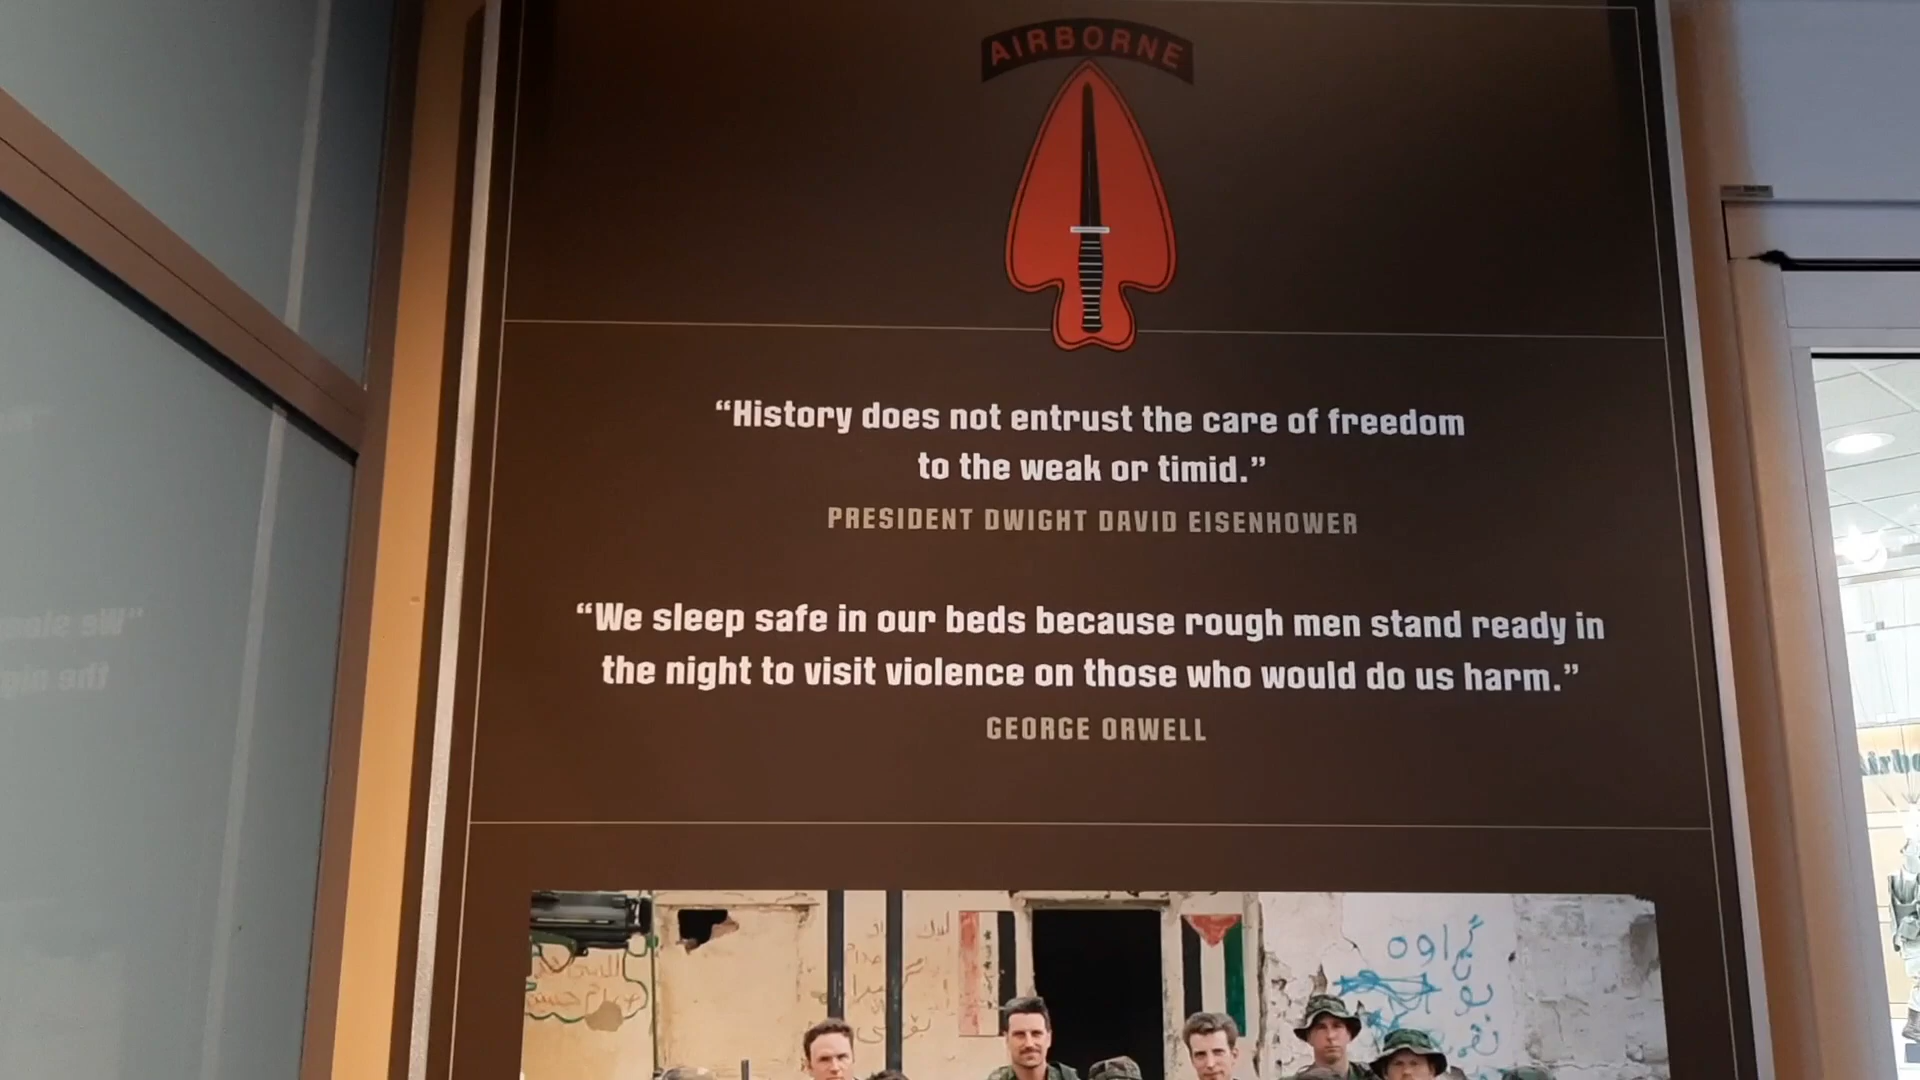 AIRBORNE
“History does not entrust the care of freedom
to the weak or timid.”
PRESIDENT DWIGHT DAVID EISENHOWER
“We sleep safe in our beds because rough men stand ready in
the night to visit violence on those who would do us harm.”
GEORGE ORWELL